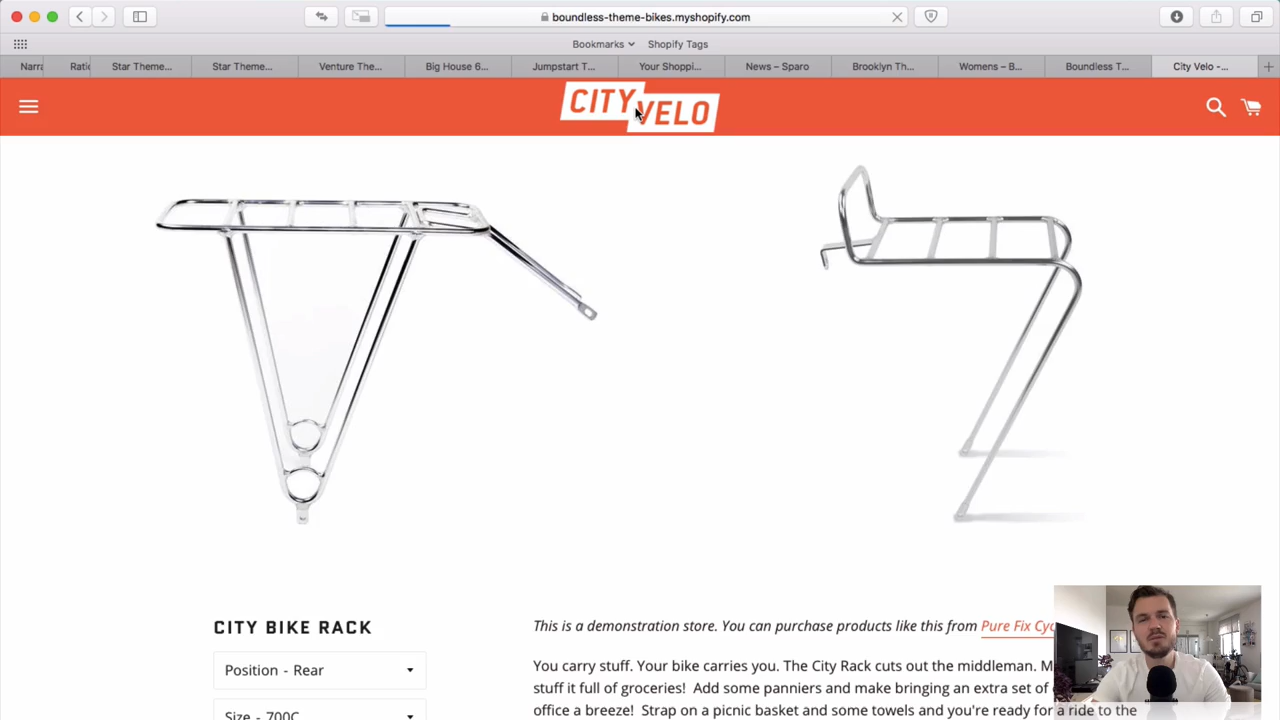 boundless-theme-bikes.myshopify.com
Bookmarks
Shopify Tags
Narra
Ratio
Star Theme...
Star Theme...
Venture The...
Big House 6...
Jumpstart T...
Your Shoppi...
News – Sparo
Brooklyn Th...
Womens – B...
Boundless T...
City Velo -...
CITY
VELO
CITY BIKE RACK
Position - Rear
Size - 700C
This is a demonstration store. You can purchase products like this from Pure Fix Cyc
You carry stuff. Your bike carries you. The City Rack cuts out the middleman. M
stuff it full of groceries! Add some panniers and make bringing an extra set of
office a breeze! Strap on a picnic basket and some towels and you're ready for a ride to the